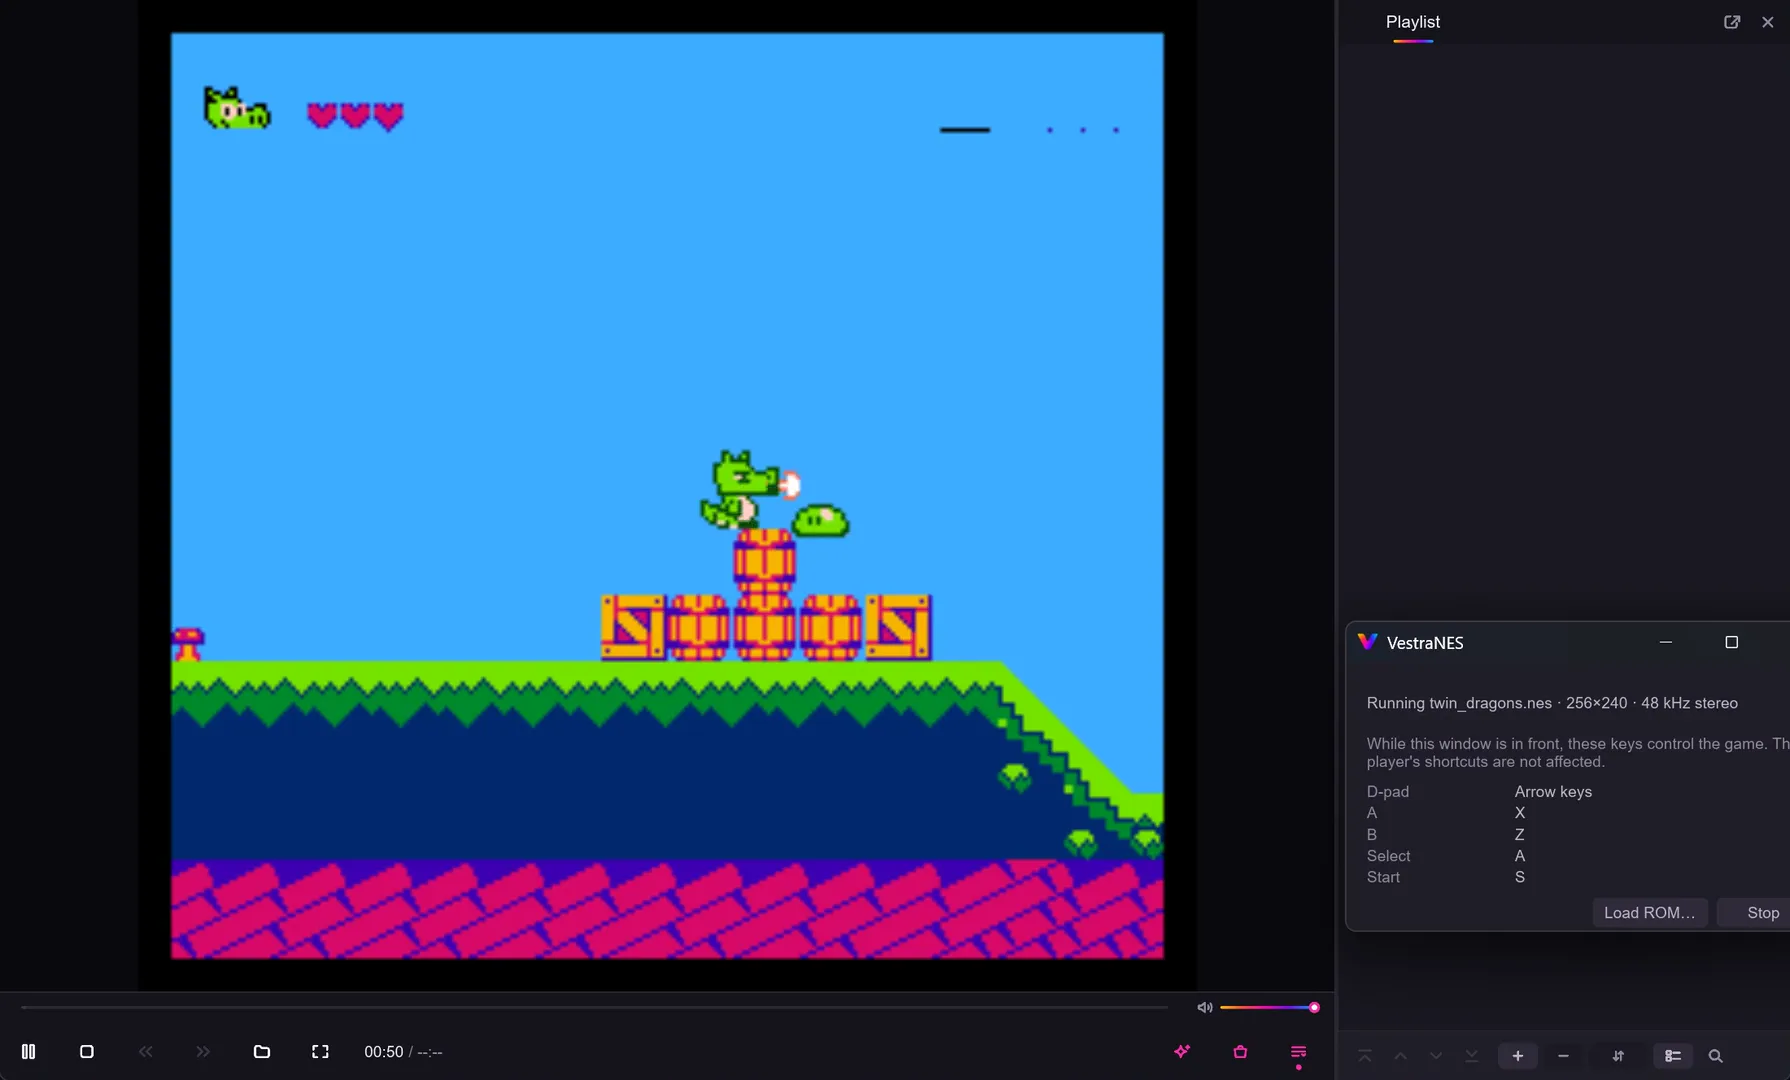 Playlist
VestraNES
Running twin_dragons.nes · 256×240 · 48 kHz stereo
While this window is in front, these keys control the game. Th
player's shortcuts are not affected.
D-pad Arrow keys
A X
B Z
Select A
Start S
Load ROM… Stop
00:50 / --:--